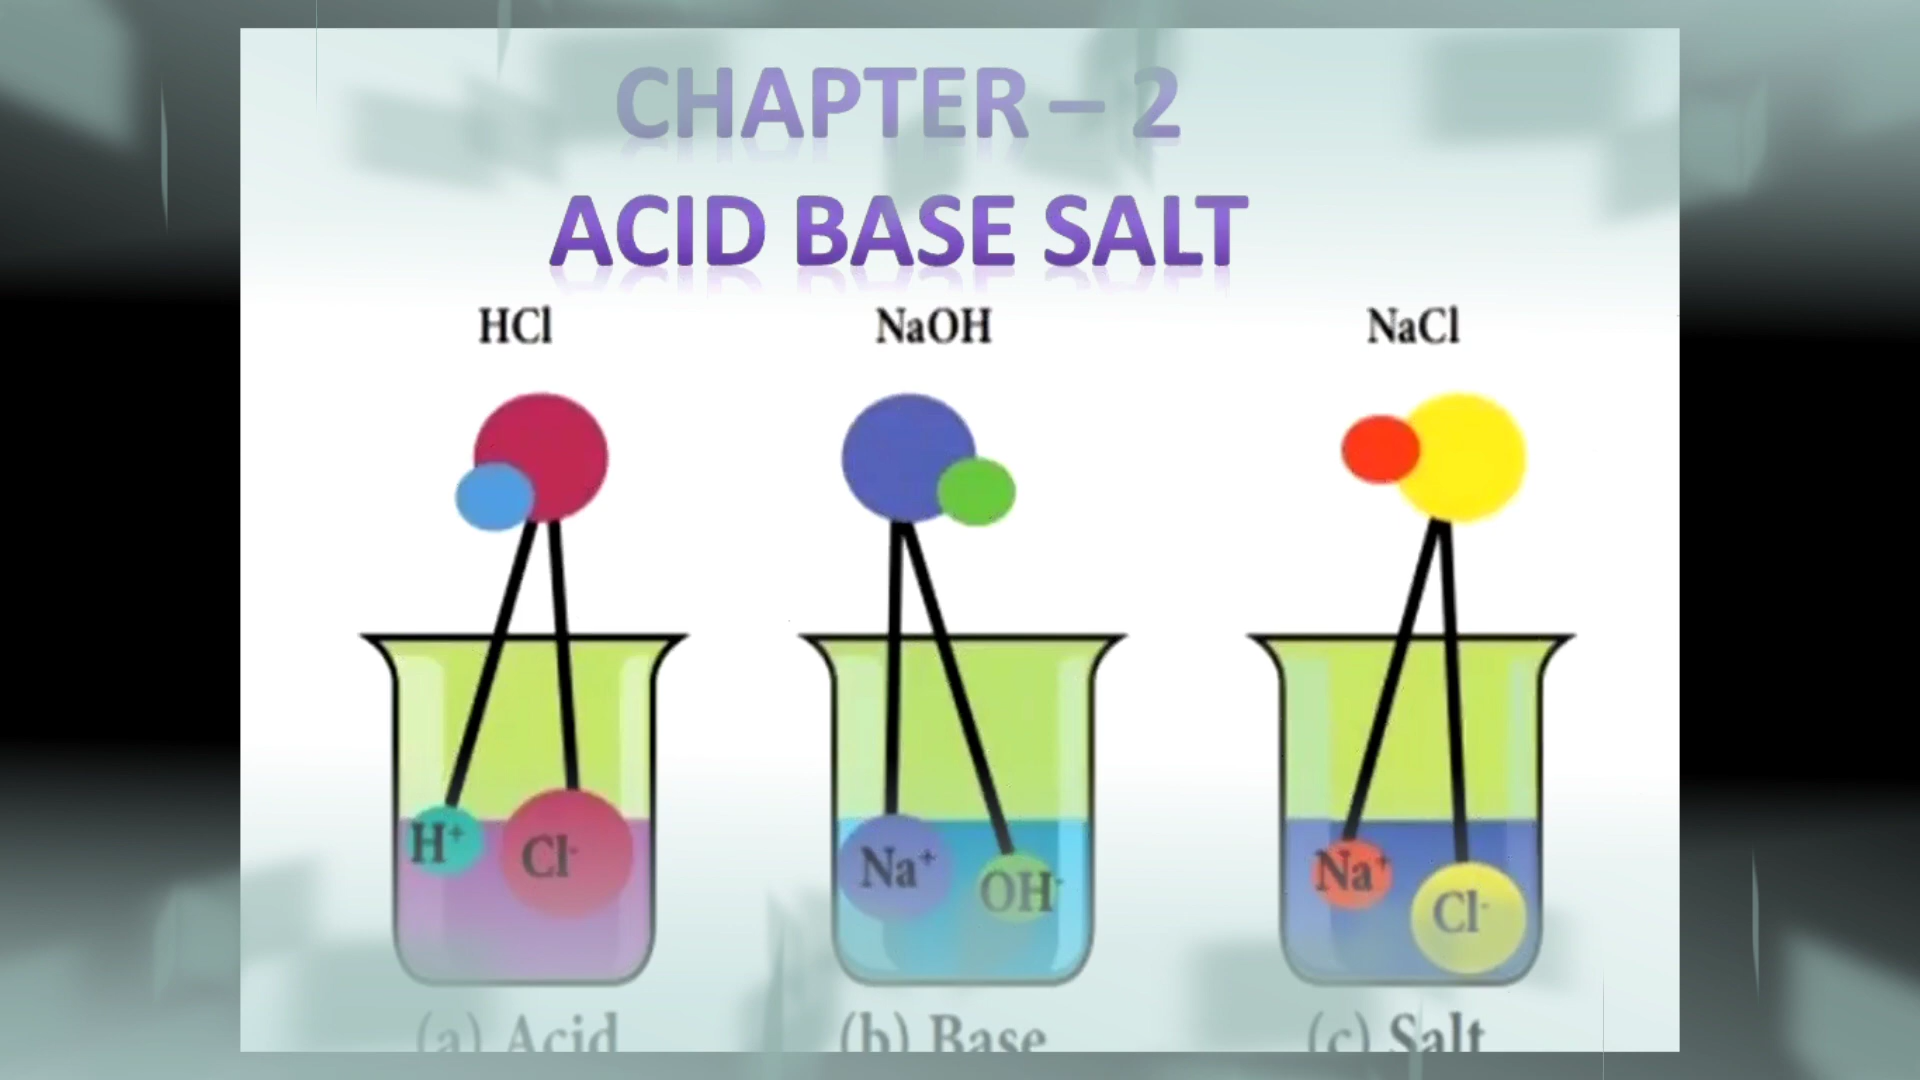 CHAPTER – 2
ACID BASE SALT
HCl NaOH NaCl
H⁺ Cl⁻ Na⁺ OH⁻ Na⁺ Cl⁻
(a) Acid (b) Base (c) Salt